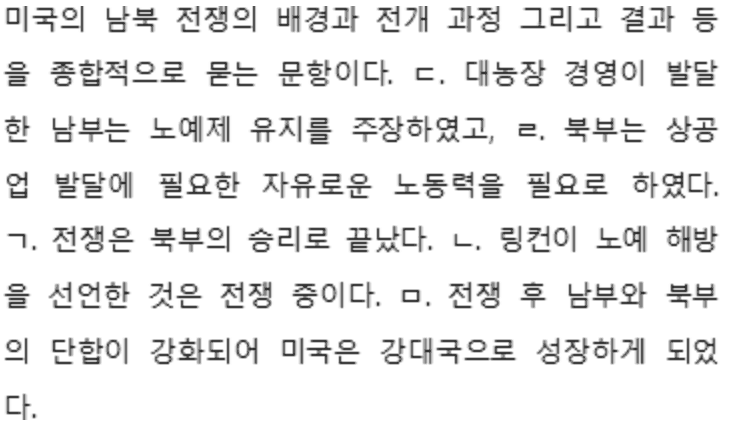 미국의 남북 전쟁의 배경과 전개 과정 그리고 결과 등
을 종합적으로 묻는 문항이다. ㄷ. 대농장 경영이 발달
한 남부는 노예제 유지를 주장하였고, ㄹ. 북부는 상공
업 발달에 필요한 자유로운 노동력을 필요로 하였다.
ㄱ. 전쟁은 북부의 승리로 끝났다. ㄴ. 링컨이 노예 해방
을 선언한 것은 전쟁 중이다. ㅁ. 전쟁 후 남부와 북부
의 단합이 강화되어 미국은 강대국으로 성장하게 되었
다.